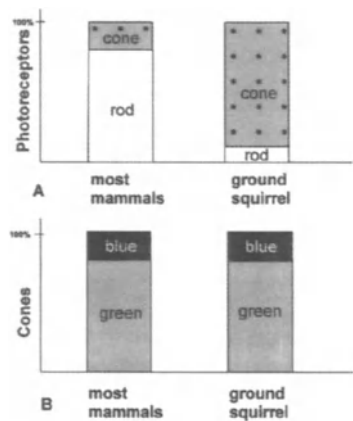 100%
Photoreceptors
cone
rod
cone
rod
A
most
mammals
ground
squirrel
100%
Cones
blue
green
blue
green
B
most
mammals
ground
squirrel